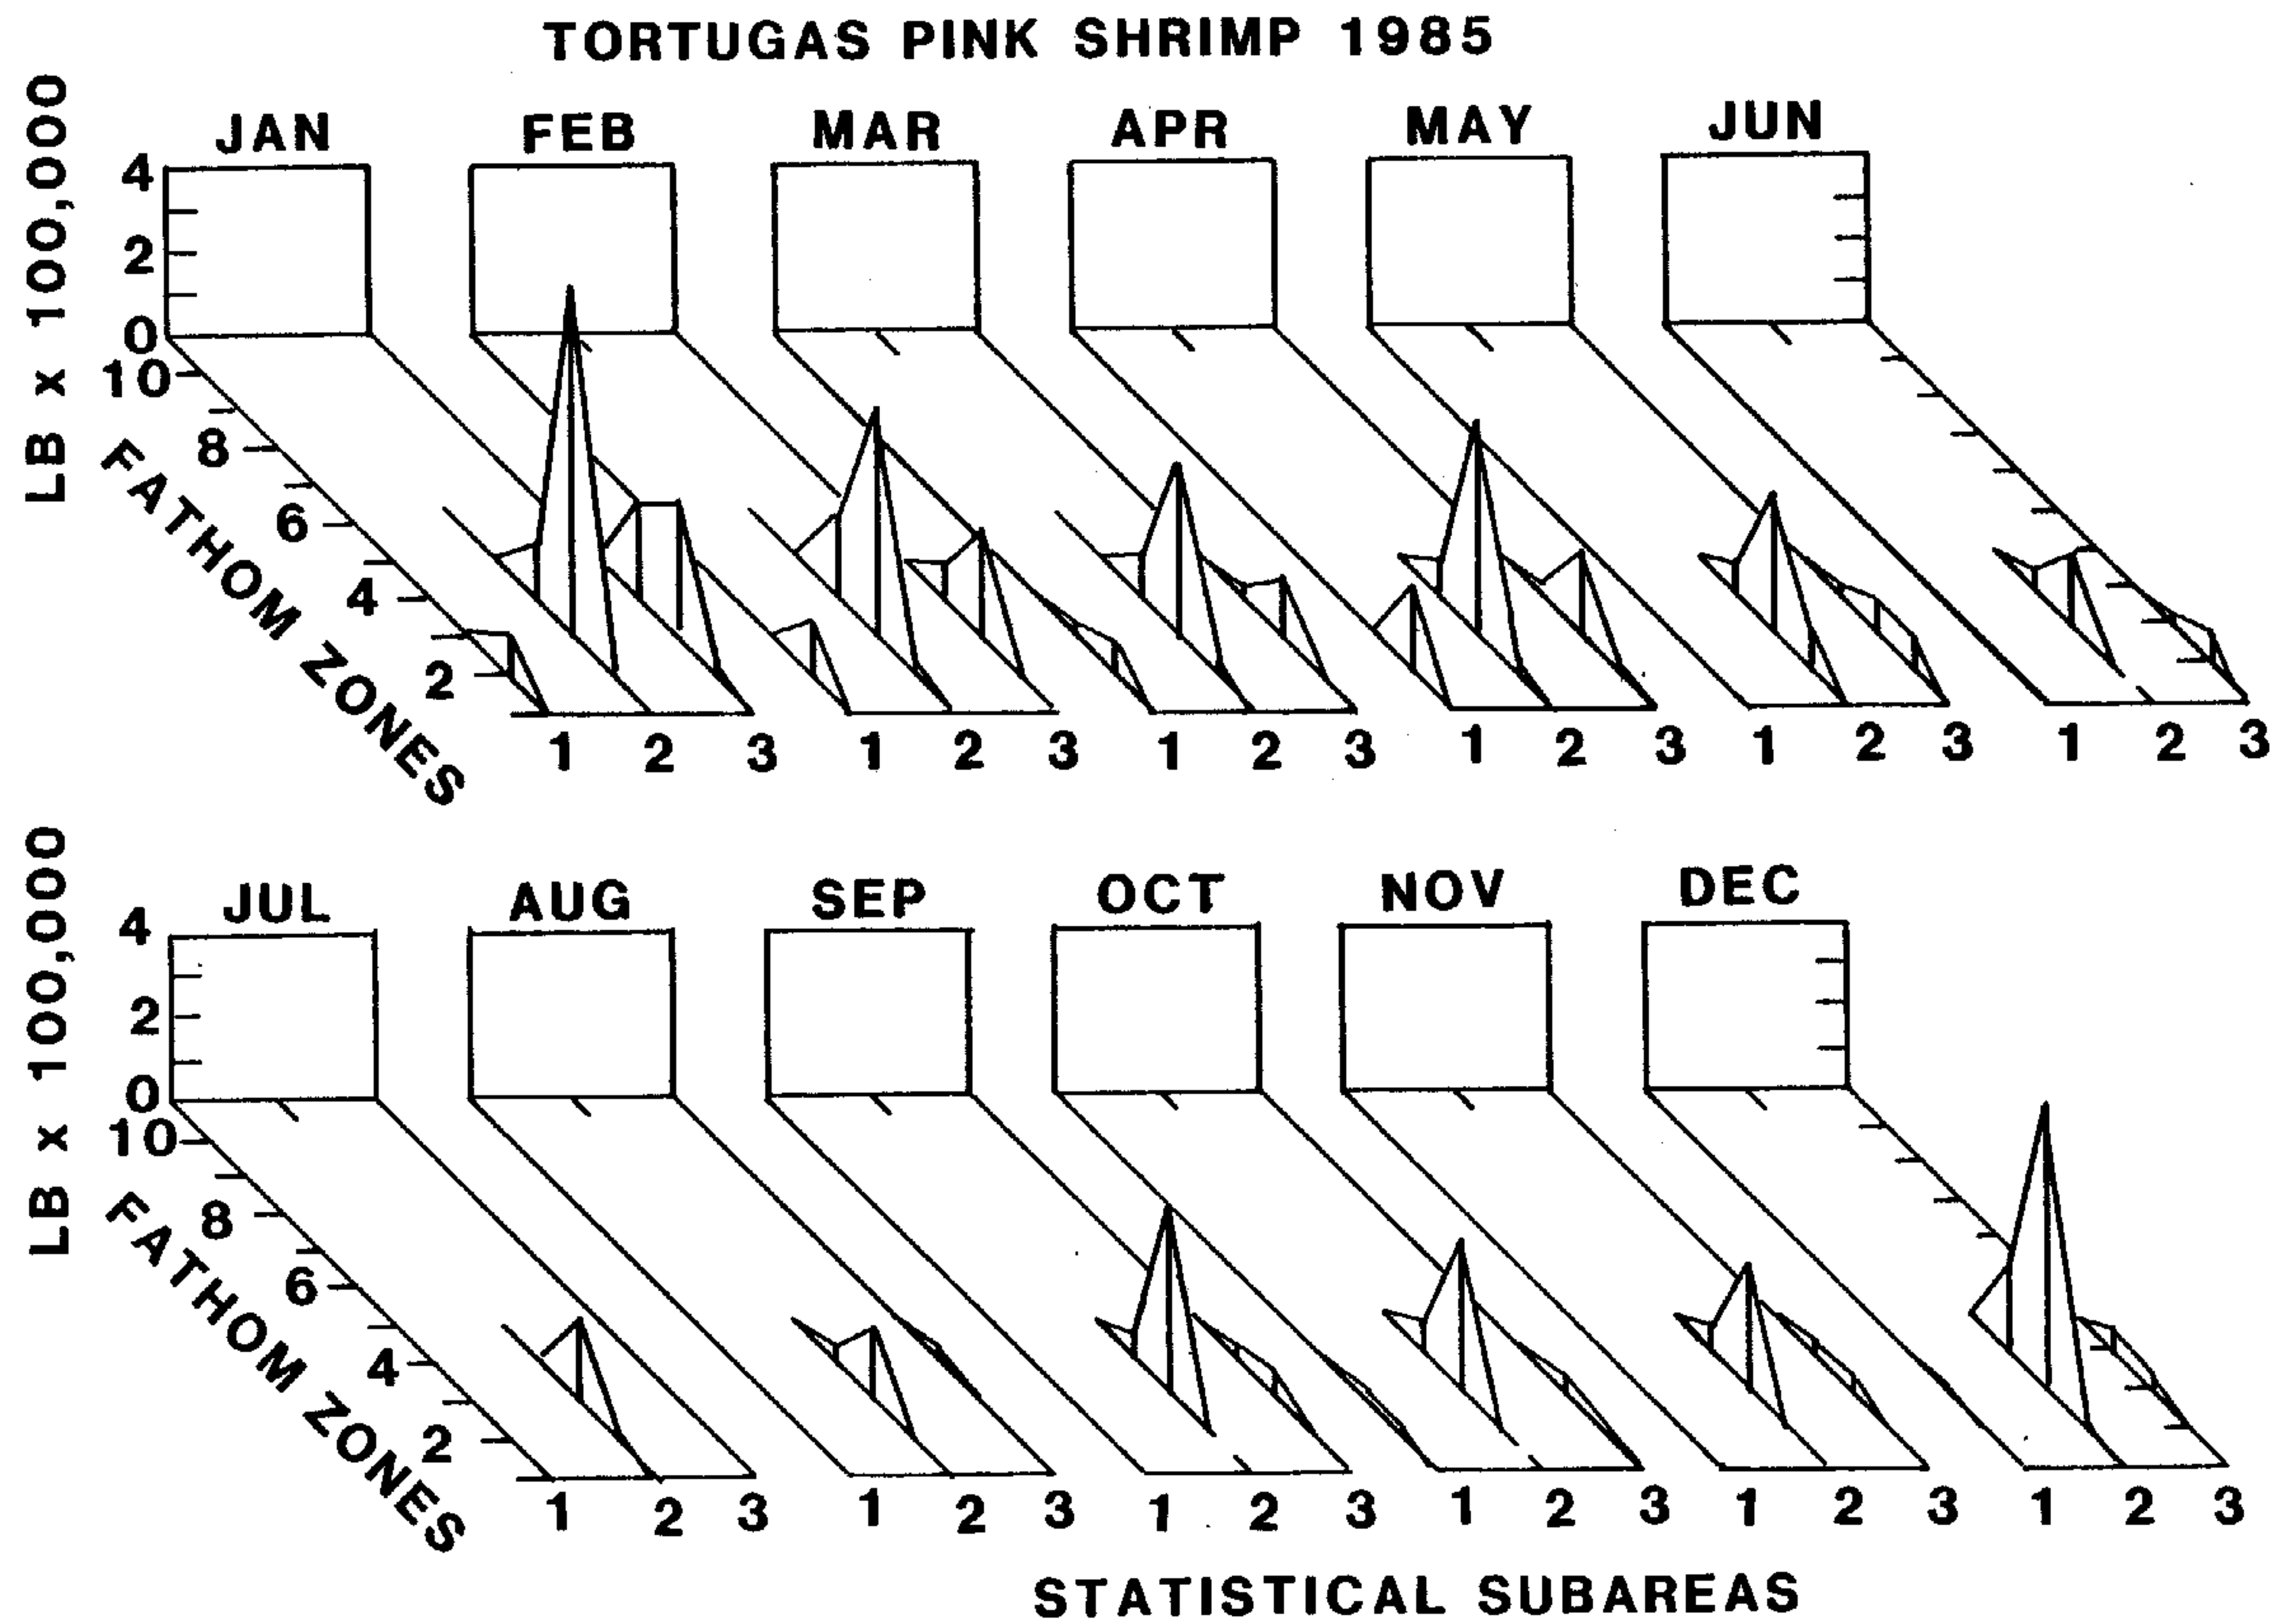 TORTUGAS PINK SHRIMP 1985
LB x 100,000
JAN FEB MAR APR MAY JUN
4
2
0
10
8
6
4
2
FATHOM ZONES
1 2 3 1 2 3 1 2 3 1 2 3 1 2 3 1 2 3
LB x 100,000
JUL AUG SEP OCT NOV DEC
4
2
0
10
8
6
4
2
FATHOM ZONES
1 2 3 1 2 3 1 2 3 1 2 3 1 2 3 1 2 3
STATISTICAL SUBAREAS